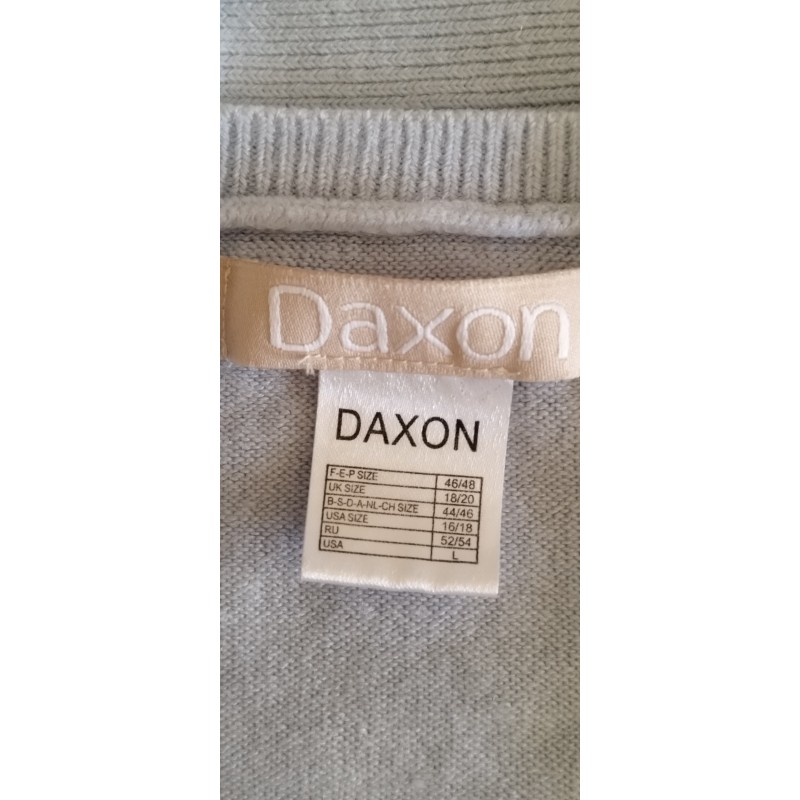 Daxon
DAXON
F-E-P SIZE 46/48
UK SIZE 18/20
B-S-D-A-NL-CH SIZE 44/46
USA SIZE 16/18
RU 52/54
USA L